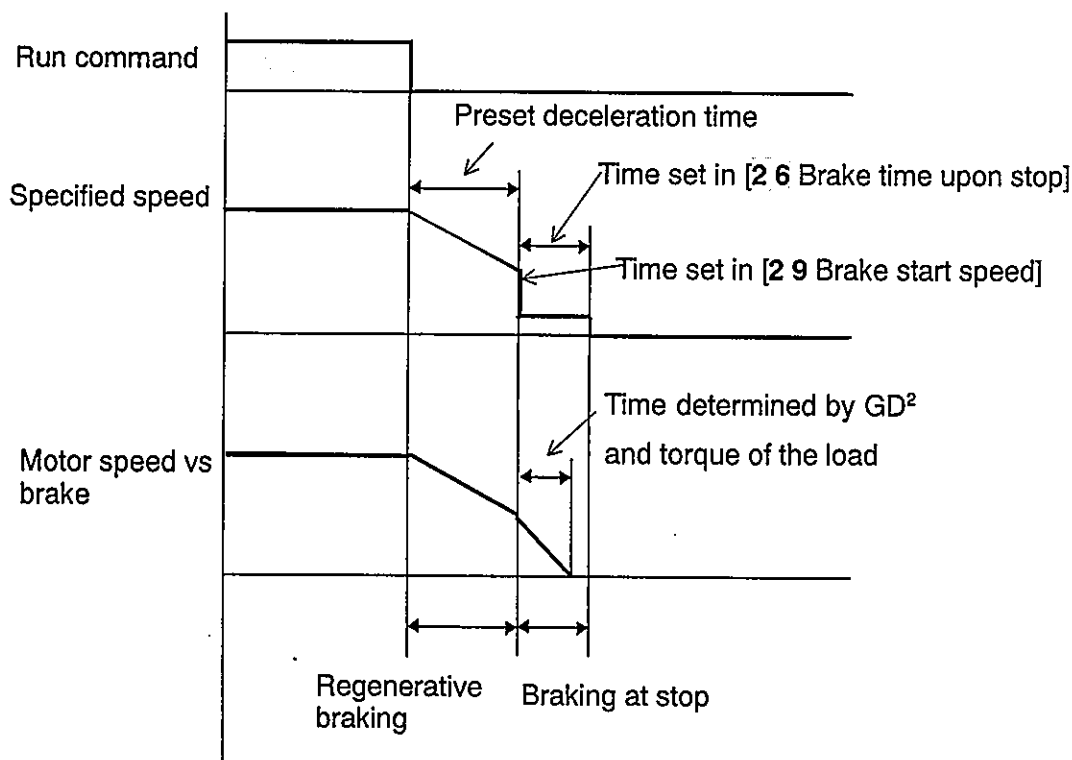 Run command
Preset deceleration time
Time set in [2 6 Brake time upon stop]
Specified speed
Time set in [2 9 Brake start speed]
Time determined by GD²
and torque of the load
Motor speed vs
brake
Regenerative
braking
Braking at stop